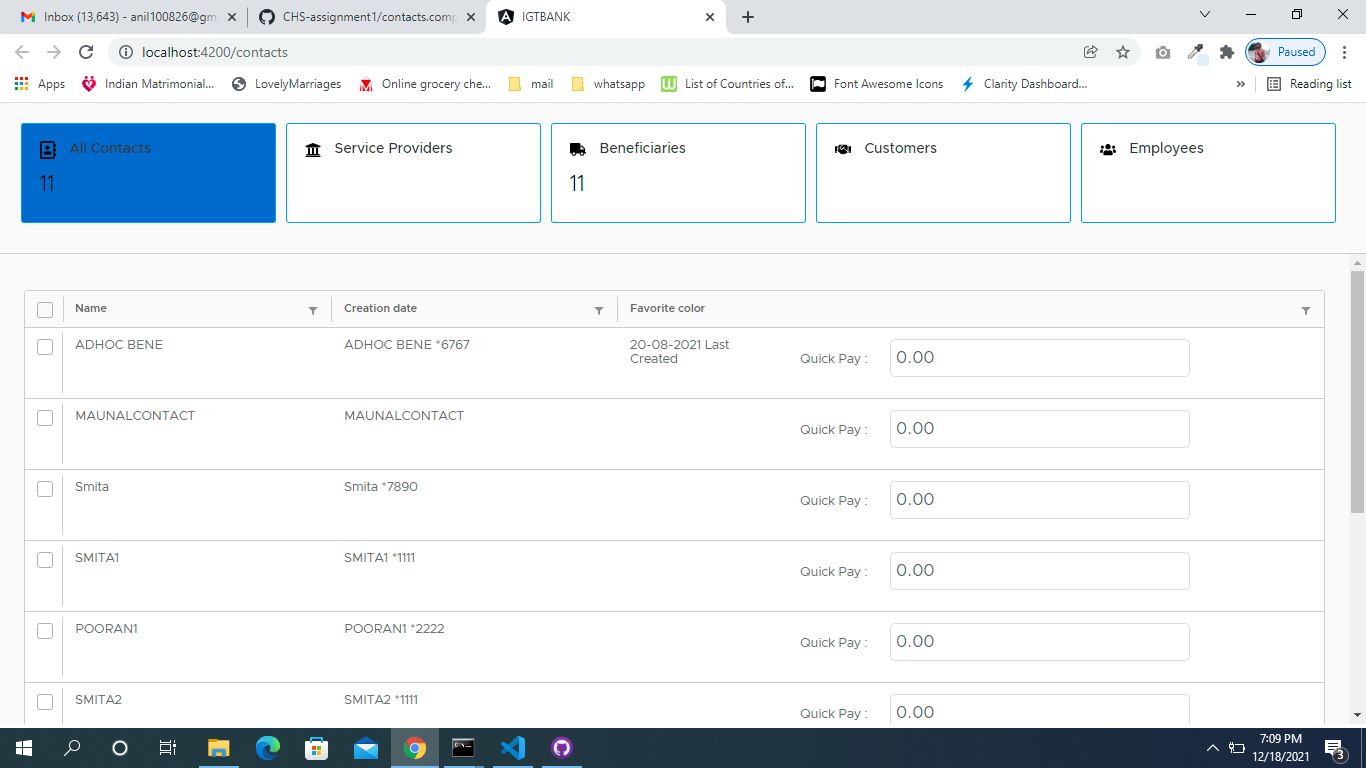 Inbox (13,643) - anil100826@gm
CHS-assignment1/contacts.comp
IGTBANK
localhost:4200/contacts
Paused
Apps
Indian Matrimonial...
LovelyMarriages
Online grocery che...
mail
whatsapp
List of Countries of...
Font Awesome Icons
Clarity Dashboard...
»
Reading list
All Contacts
11
Service Providers
Beneficiaries
11
Customers
Employees
Name
Creation date
Favorite color
ADHOC BENE
ADHOC BENE *6767
20-08-2021 Last
Created
Quick Pay :
0.00
MAUNALCONTACT
MAUNALCONTACT
Quick Pay :
0.00
Smita
Smita *7890
Quick Pay :
0.00
SMITA1
SMITA1 *1111
Quick Pay :
0.00
POORAN1
POORAN1 *2222
Quick Pay :
0.00
SMITA2
SMITA2 *1111
Quick Pay :
0.00
7:09 PM
12/18/2021
3